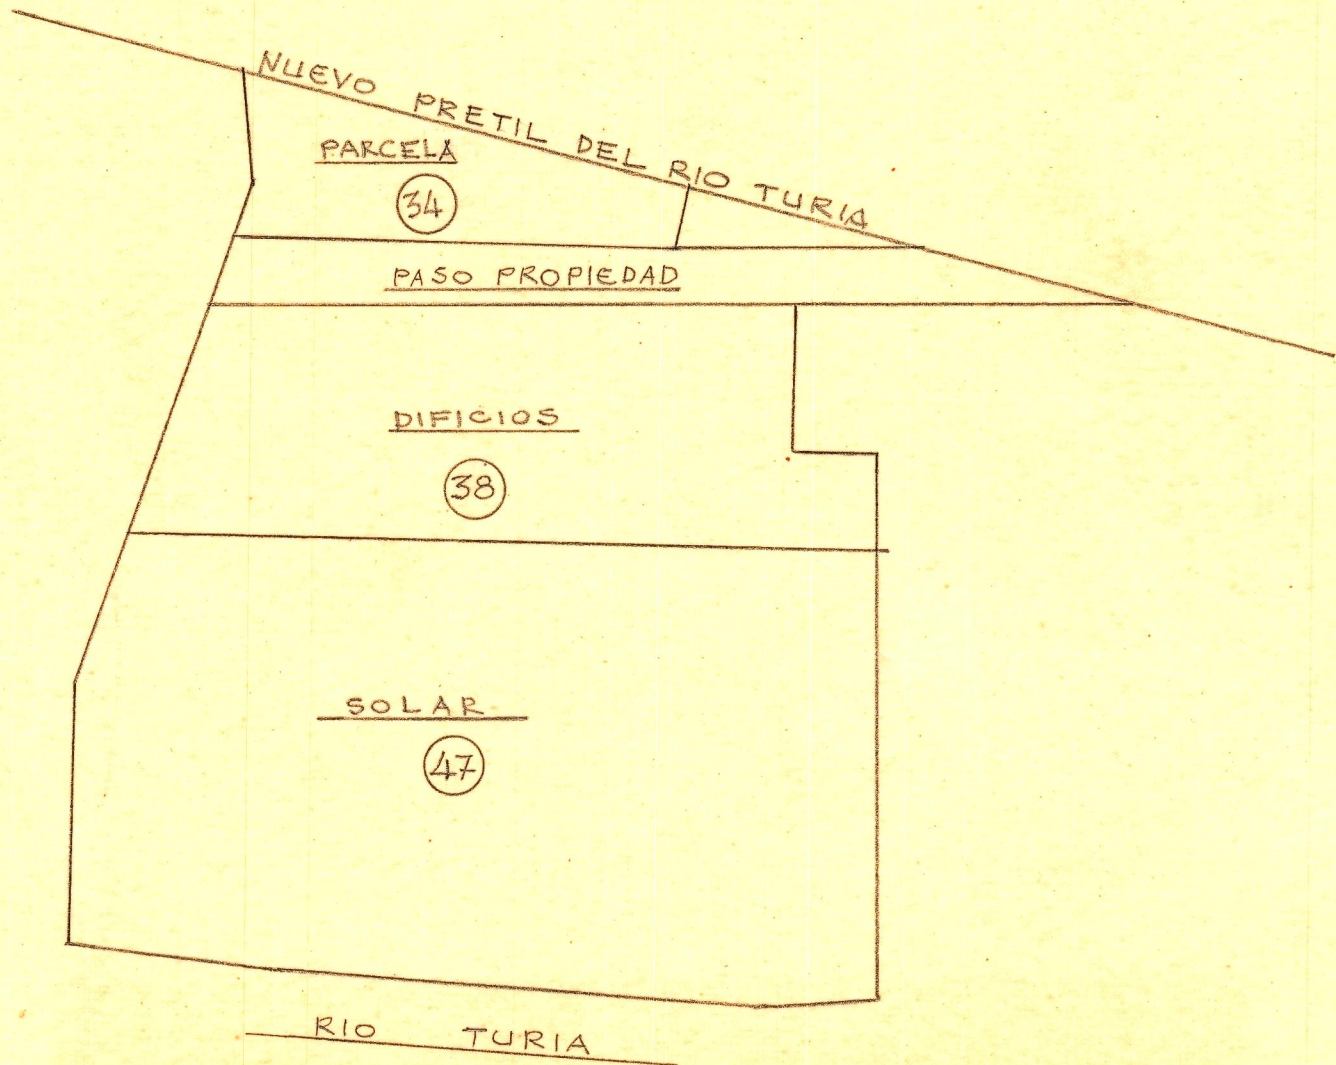 NUEVO PRETIL DEL RIO TURIA
PARCELA
34
PASO PROPIEDAD
DIFICIOS
38
SOLAR
47
RIO TURIA